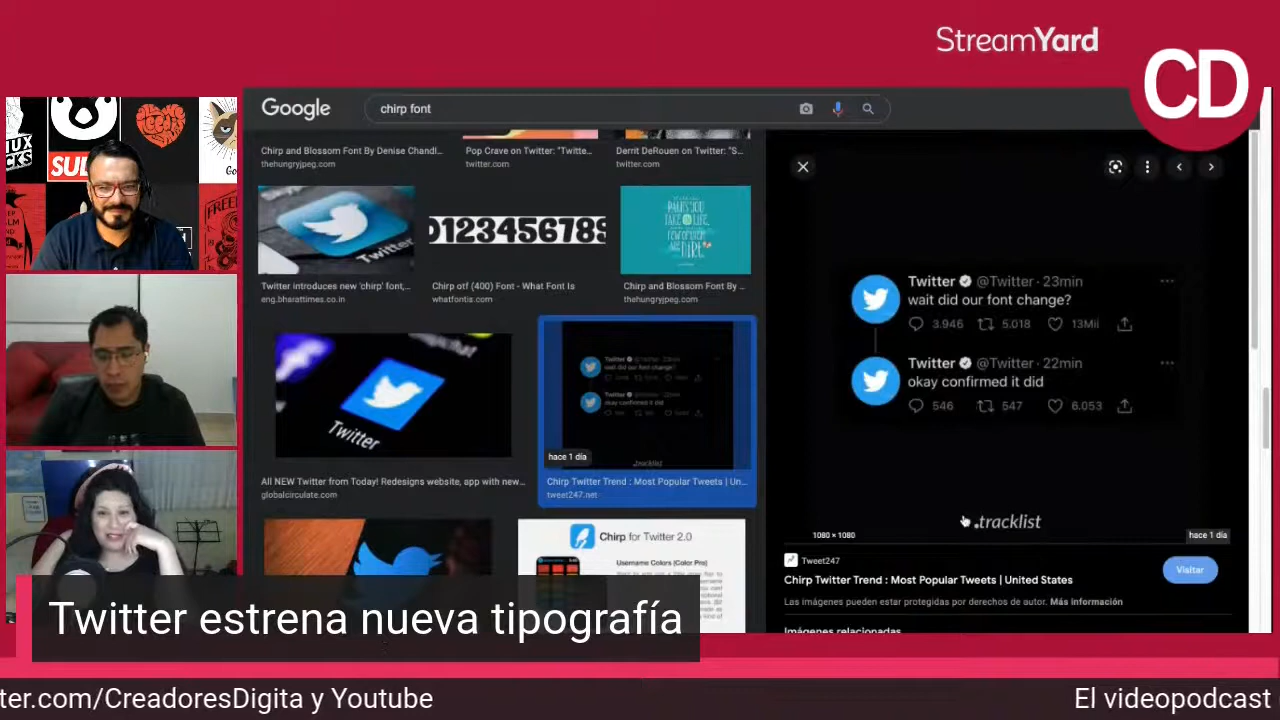 StreamYard
CD
Google
chirp font
Chirp and Blossom Font By Denise Chandl...
thehungryjpeg.com
Pop Crave on Twitter: "Twitte...
twitter.com
Derrit DeRouen on Twitter: "S...
twitter.com
Twitter
0123456789
Twitter introduces new 'chirp' font,...
eng.bharattimes.co.in
Chirp otf (400) Font - What Font Is
whatfontis.com
Chirp and Blossom Font By ...
thehungryjpeg.com
Twitter
All NEW Twitter from Today! Redesigns website, app with new...
globalcirculate.com
hace 1 día
Chirp Twitter Trend : Most Popular Tweets | Un...
tweet247.net
Chirp for Twitter 2.0
Username Colors (Color Pro)
Twitter @Twitter · 23min
wait did our font change?
3.946 5.018 13Mil
Twitter @Twitter · 22min
okay confirmed it did
546 547 6.053
.tracklist
1080 × 1080
hace 1 día
Tweet247
Chirp Twitter Trend : Most Popular Tweets | United States
Visitar
Las imágenes pueden estar protegidas por derechos de autor. Más información
Imágenes relacionadas
Twitter estrena nueva tipografía
ter.com/CreadoresDigita y Youtube
El videopodcast